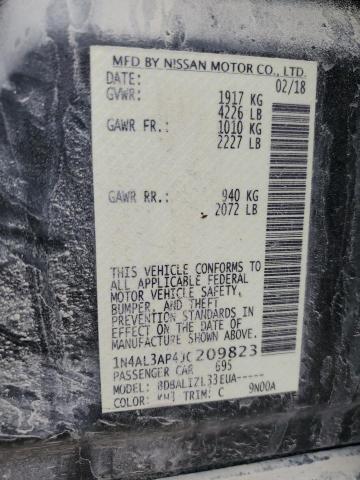 MFD BY NISSAN MOTOR CO., LTD.
DATE: 02/18
GVWR: 1917 KG
4226 LB
GAWR FR: 1010 KG
2227 LB
GAWR RR: 940 KG
2072 LB
THIS VEHICLE CONFORMS TO
ALL APPLICABLE FEDERAL
MOTOR VEHICLE SAFETY,
BUMPER, AND THEFT
PREVENTION STANDARDS IN
EFFECT ON THE DATE OF
MANUFACTURE SHOWN ABOVE.
1N4AL3AP4JC209823
PASSENGER CAR 695
MODEL: BDBALIZL33EUA-----
COLOR: KH3 TRIM: C 9N00A